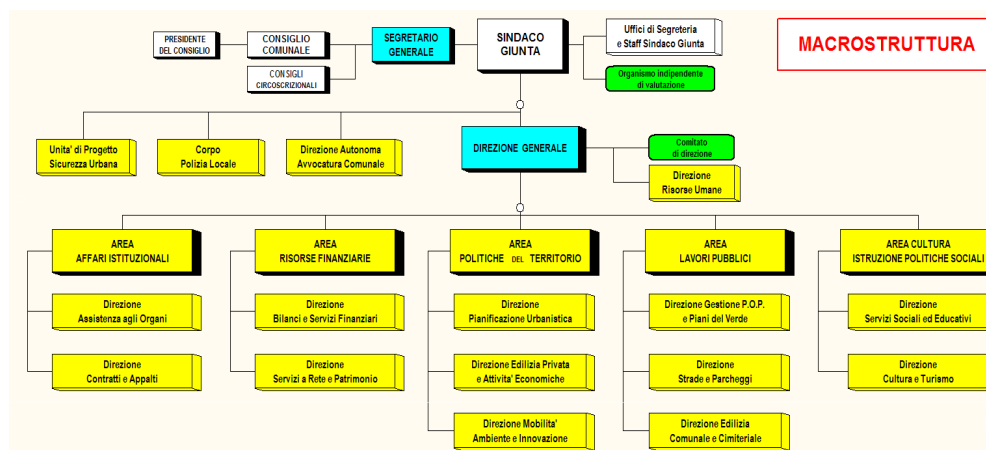 PRESIDENTE
DEL CONSIGLIO
CONSIGLIO
COMUNALE
SEGRETARIO
GENERALE
SINDACO
GIUNTA
Uffici di Segreteria
e Staff Sindaco Giunta
MACROSTRUTTURA
CONSIGLI
CIRCOSCRIZIONALI
Organismo indipendente
di valutazione
Unita' di Progetto
Sicurezza Urbana
Corpo
Polizia Locale
Direzione Autonoma
Avvocatura Comunale
DIREZIONE GENERALE
Comitato
di direzione
Direzione
Risorse Umane
AREA
AFFARI ISTITUZIONALI
AREA
RISORSE FINANZIARIE
AREA
POLITICHE DEL TERRITORIO
AREA
LAVORI PUBBLICI
AREA CULTURA
ISTRUZIONE POLITICHE SOCIALI
Direzione
Assistenza agli Organi
Direzione
Bilanci e Servizi Finanziari
Direzione
Pianificazione Urbanistica
Direzione Gestione P.O.P.
e Piani del Verde
Direzione
Servizi Sociali ed Educativi
Direzione
Contratti e Appalti
Direzione
Servizi a Rete e Patrimonio
Direzione Edilizia Privata
e Attivita' Economiche
Direzione
Strade e Parcheggi
Direzione
Cultura e Turismo
Direzione Mobilita'
Ambiente e Innovazione
Direzione Edilizia
Comunale e Cimiteriale